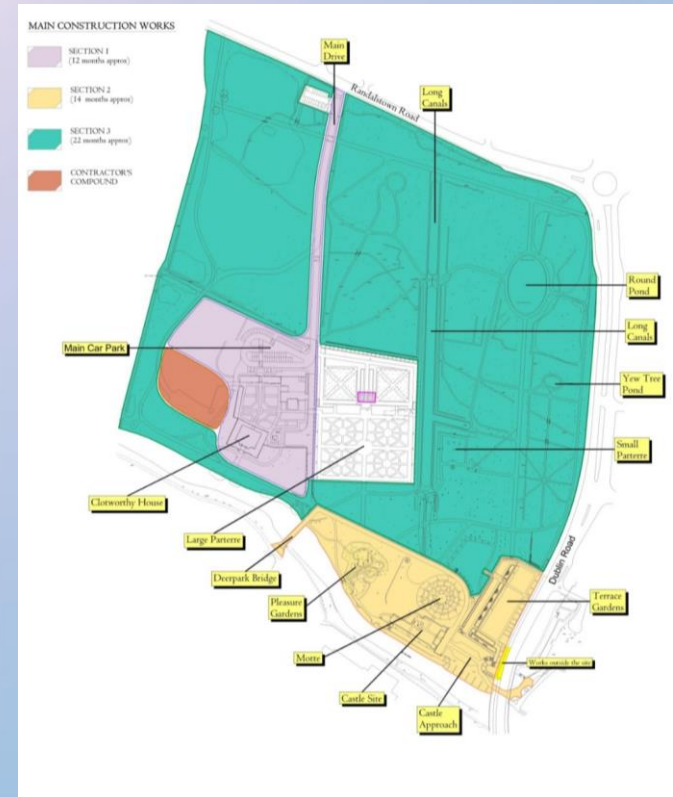 MAIN CONSTRUCTION WORKS
SECTION 1
(12 months approx)
SECTION 2
(14 months approx)
SECTION 3
(22 months approx)
CONTRACTOR'S
COMPOUND
Main
Drive
Randalstown Road
Long
Canals
Round
Pond
Long
Canals
Main Car Park
Yew Tree
Pond
Small
Parterre
Clotworthy House
Large Parterre
Dublin Road
Deerpark Bridge
Pleasure
Gardens
Terrace
Gardens
Motte
Works outside the site
Castle Site
Castle
Approach